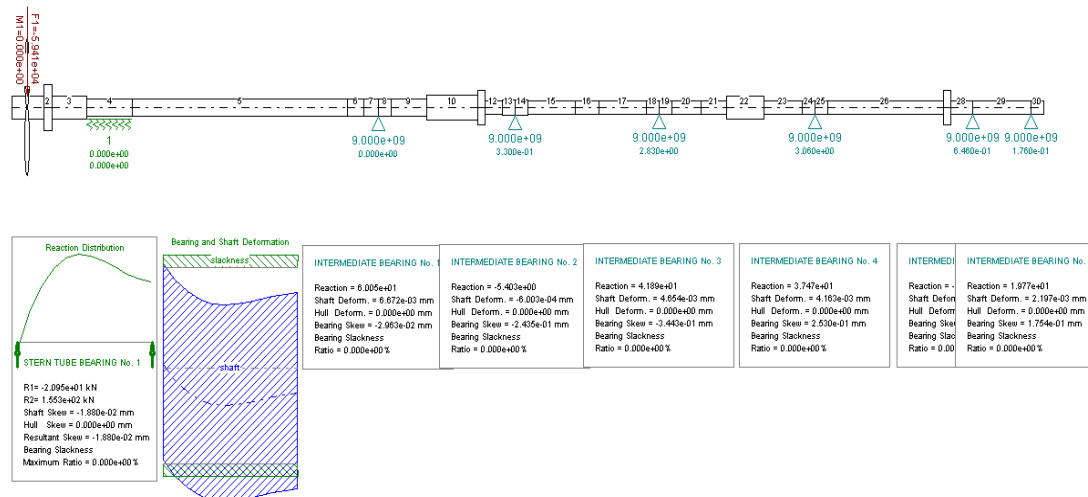 F1=-5.941e+04
M1=0.000e+00
2 3 4 5 6 7 8 9 10 12 13 14 15 16 17 18 19 20 21 22 23 24 25 26 28 29 30
1
0.000e+00
0.000e+00
9.000e+09
0.000e+00
9.000e+09
3.300e-01
9.000e+09
2.830e+00
9.000e+09
3.060e+00
9.000e+09
6.460e-01
9.000e+09
1.760e-01
Reaction Distribution
STERN TUBE BEARING No. 1
R1= -2.095e+01 kN
R2= 1.553e+02 kN
Shaft Skew = -1.880e-02 mm
Hull Skew = 0.000e+00 mm
Resultant Skew = -1.880e-02 mm
Bearing Slackness
Maximum Ratio = 0.000e+00%
Bearing and Shaft Deformation
slackness
shaft
INTERMEDIATE BEARING No. 1
Reaction = 6.005e+01
Shaft Deform. = 6.672e-03 mm
Hull Deform. = 0.000e+00 mm
Bearing Skew = -2.963e-02 mm
Bearing Slackness
Ratio = 0.000e+00%
INTERMEDIATE BEARING No. 2
Reaction = -5.403e+00
Shaft Deform. = -6.003e-04 mm
Hull Deform. = 0.000e+00 mm
Bearing Skew = -2.435e-01 mm
Bearing Slackness
Ratio = 0.000e+00%
INTERMEDIATE BEARING No. 3
Reaction = 4.189e+01
Shaft Deform. = 4.654e-03 mm
Hull Deform. = 0.000e+00 mm
Bearing Skew = -3.443e-01 mm
Bearing Slackness
Ratio = 0.000e+00%
INTERMEDIATE BEARING No. 4
Reaction = 3.747e+01
Shaft Deform. = 4.163e-03 mm
Hull Deform. = 0.000e+00 mm
Bearing Skew = 2.530e-01 mm
Bearing Slackness
Ratio = 0.000e+00%
INTERMEDI
Reaction = -
Shaft Defor
Hull Deform
Bearing Skew
Bearing Slac
Ratio = 0.00
INTERMEDIATE BEARING No.
Reaction = 1.977e+01
Shaft Deform. = 2.197e-03 mm
Hull Deform. = 0.000e+00 mm
Bearing Skew = 1.754e-01 mm
Bearing Slackness
Ratio = 0.000e+00%